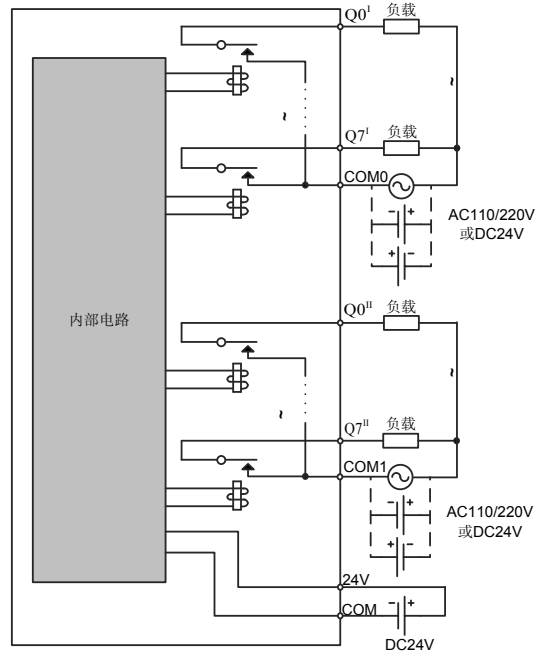 Q0ᴵ 负载
Q7ᴵ 负载
COM0
- +
+ -
AC110/220V
或DC24V
内部电路
Q0ᴵᴵ 负载
Q7ᴵᴵ 负载
COM1
- +
+ -
AC110/220V
或DC24V
24V
COM
- +
DC24V